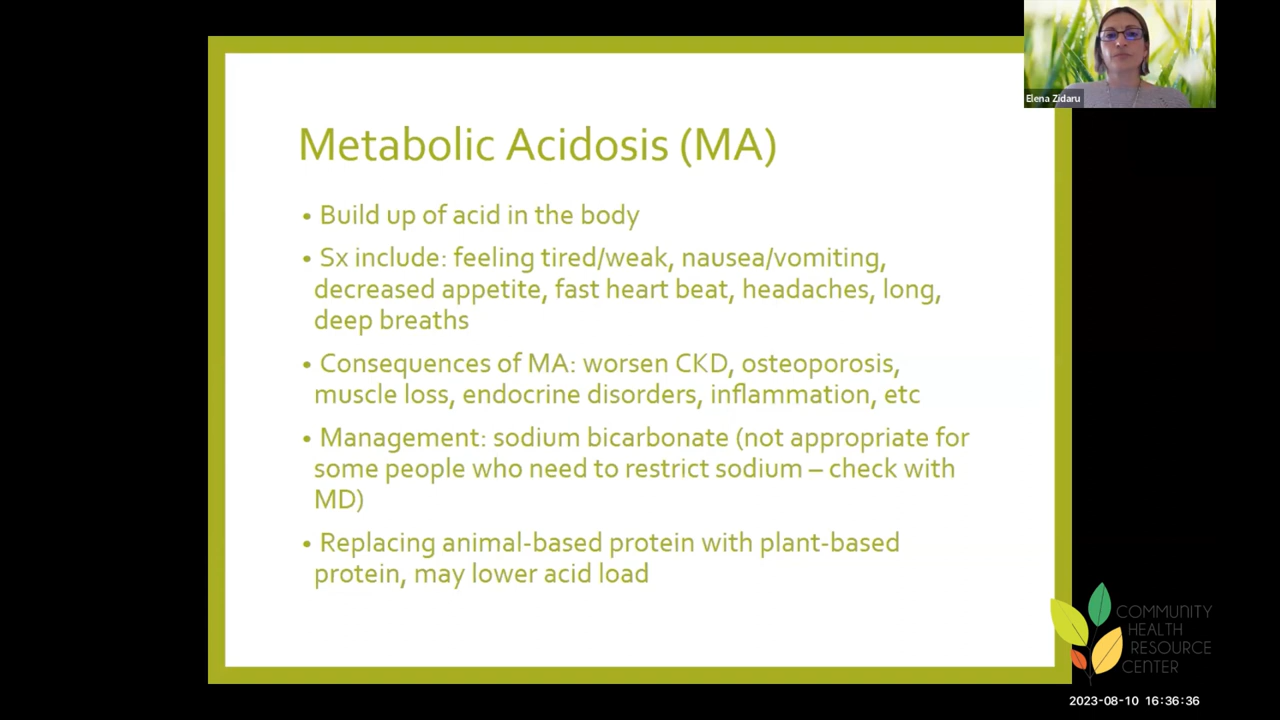 Elena Zidaru
Metabolic Acidosis (MA)
• Build up of acid in the body
• Sx include: feeling tired/weak, nausea/vomiting,
decreased appetite, fast heart beat, headaches, long,
deep breaths
• Consequences of MA: worsen CKD, osteoporosis,
muscle loss, endocrine disorders, inflammation, etc
• Management: sodium bicarbonate (not appropriate for
some people who need to restrict sodium – check with
MD)
• Replacing animal-based protein with plant-based
protein, may lower acid load
COMMUNITY
HEALTH
RESOURCE
CENTER
2023-08-10 16:36:36